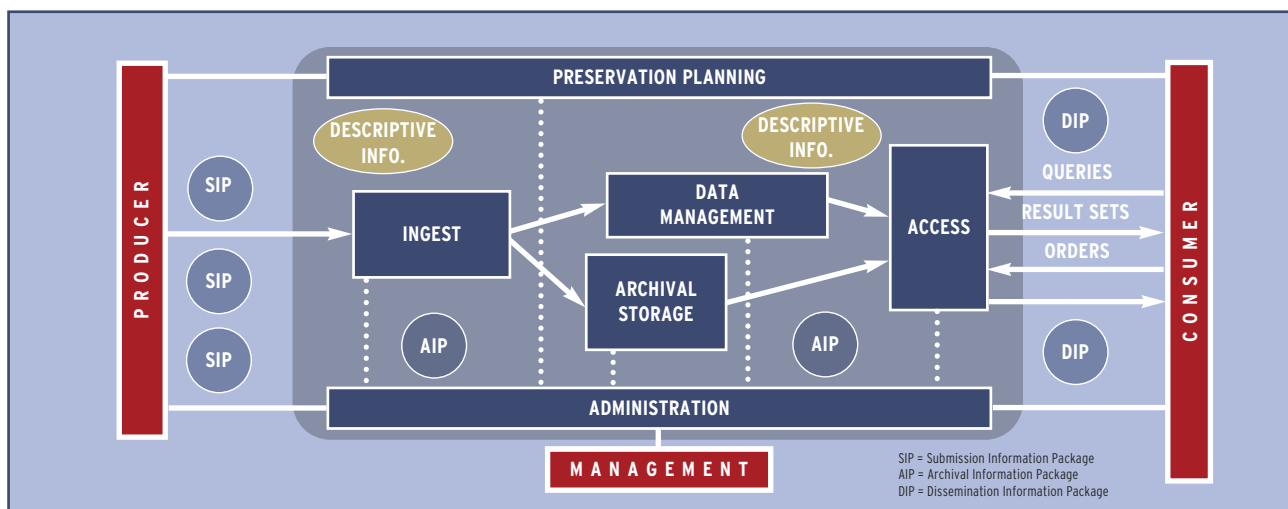 PRESERVATION PLANNING
PRODUCER
SIP
SIP
SIP
DESCRIPTIVE
INFO.
INGEST
AIP
DATA
MANAGEMENT
ARCHIVAL
STORAGE
DESCRIPTIVE
INFO.
AIP
ACCESS
DIP
QUERIES
RESULT SETS
ORDERS
DIP
CONSUMER
ADMINISTRATION
MANAGEMENT
SIP = Submission Information Package
AIP = Archival Information Package
DIP = Dissemination Information Package